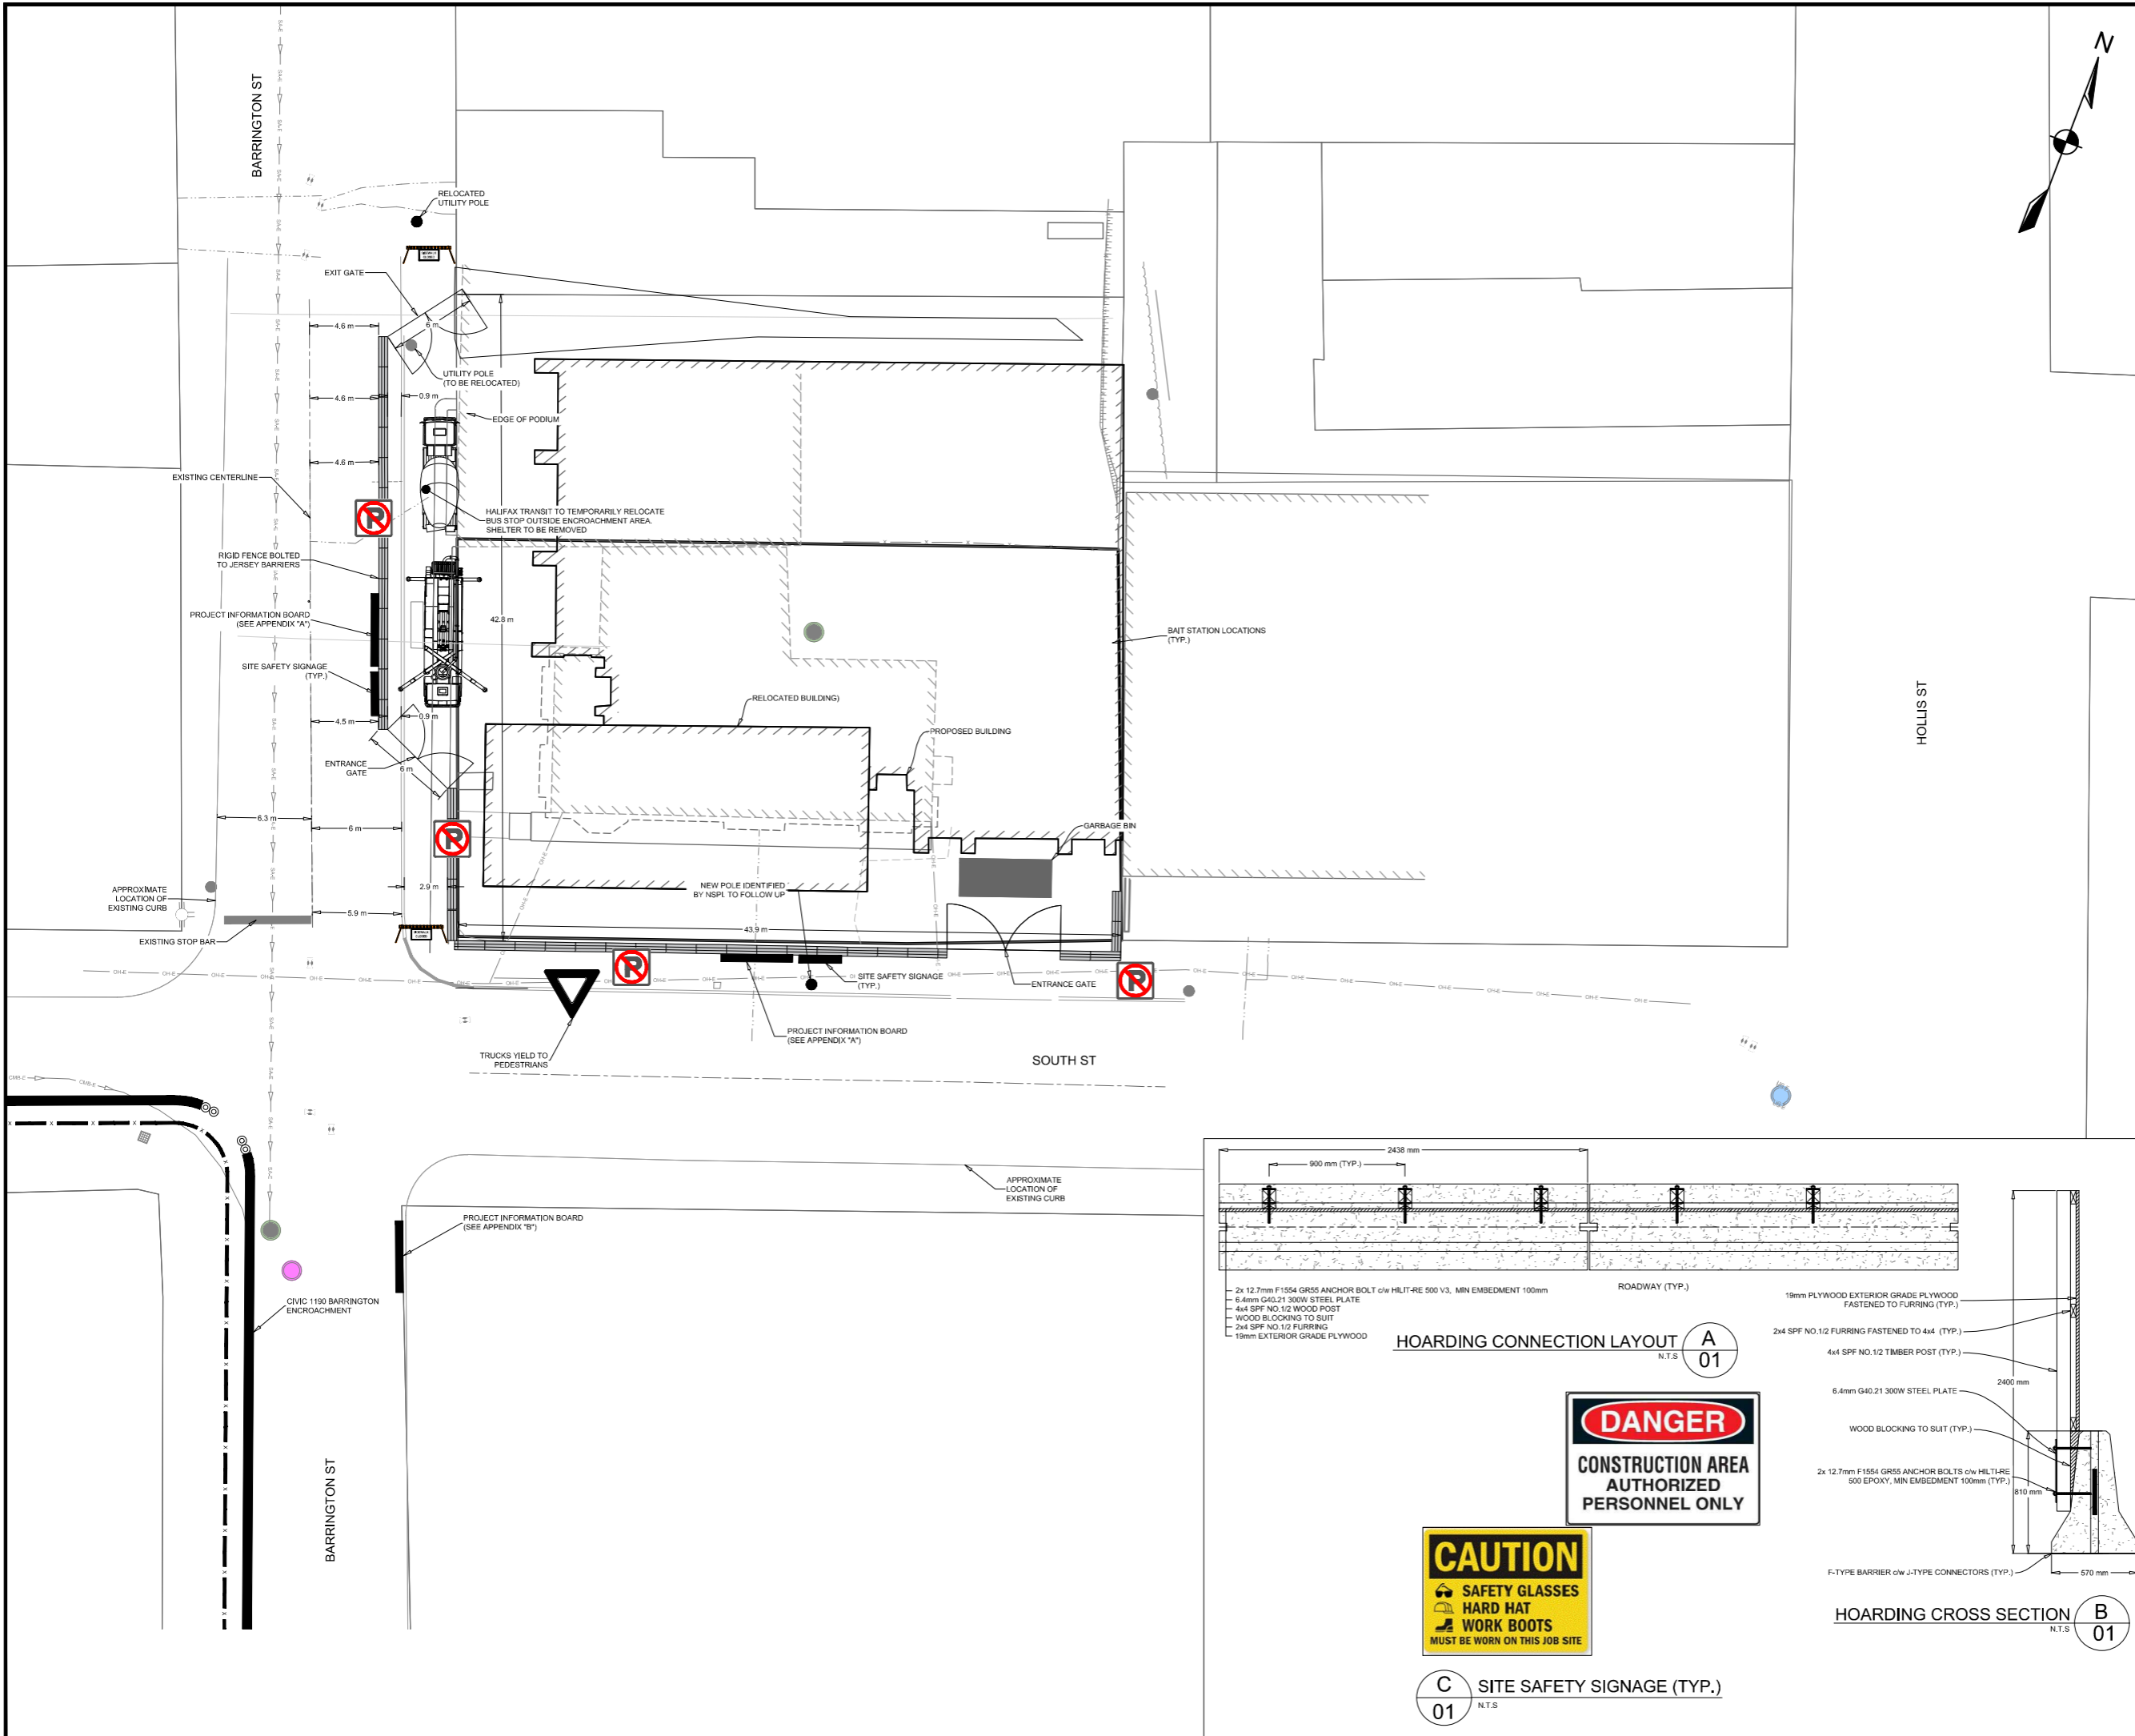 BARRINGTON ST
N
RELOCATED
UTILITY POLE
EXIT GATE
4.6 m
6 m
UTILITY POLE
(TO BE RELOCATED)
4.6 m
0.9 m
EDGE OF PODIUM
4.6 m
EXISTING CENTERLINE
HALIFAX TRANSIT TO TEMPORARILY RELOCATE
BUS STOP OUTSIDE ENCROACHMENT AREA.
SHELTER TO BE REMOVED
P
RIGID FENCE BOLTED
TO JERSEY BARRIERS
PROJECT INFORMATION BOARD
(SEE APPENDIX "A")
42.8 m
BAIT STATION LOCATIONS
(TYP.)
SITE SAFETY SIGNAGE
(TYP.)
RELOCATED BUILDING)
4.5 m
0.9 m
PROPOSED BUILDING
HOLLIS ST
ENTRANCE
GATE
6 m
6.3 m
6 m
P
GARBAGE BIN
2.9 m
NEW POLE IDENTIFIED
BY NSPI. TO FOLLOW UP
APPROXIMATE
LOCATION OF
EXISTING CURB
5.9 m
EXISTING STOP BAR
43.9 m
P
SITE SAFETY SIGNAGE
(TYP.)
ENTRANCE GATE
P
PROJECT INFORMATION BOARD
(SEE APPENDIX "A")
TRUCKS YIELD TO
PEDESTRIANS
SOUTH ST
APPROXIMATE
LOCATION OF
EXISTING CURB
PROJECT INFORMATION BOARD
(SEE APPENDIX "B")
CIVIC 1190 BARRINGTON
ENCROACHMENT
BARRINGTON ST
2438 mm
900 mm (TYP.)
2x 12.7mm F1554 GR55 ANCHOR BOLT c/w HILIT-RE 500 V3, MIN EMBEDMENT 100mm
6.4mm G40.21 300W STEEL PLATE
4x4 SPF NO.1/2 WOOD POST
WOOD BLOCKING TO SUIT
2x4 SPF NO.1/2 FURRING
19mm EXTERIOR GRADE PLYWOOD
ROADWAY (TYP.)
HOARDING CONNECTION LAYOUT
N.T.S
A
01
19mm PLYWOOD EXTERIOR GRADE PLYWOOD
FASTENED TO FURRING (TYP.)
2x4 SPF NO.1/2 FURRING FASTENED TO 4x4 (TYP.)
4x4 SPF NO.1/2 TIMBER POST (TYP.)
2400 mm
6.4mm G40.21 300W STEEL PLATE
WOOD BLOCKING TO SUIT (TYP.)
2x 12.7mm F1554 GR55 ANCHOR BOLTS c/w HILTI-RE
500 EPOXY, MIN EMBEDMENT 100mm (TYP.)
810 mm
F-TYPE BARRIER c/w J-TYPE CONNECTORS (TYP.)
570 mm
HOARDING CROSS SECTION
N.T.S
B
01
DANGER
CONSTRUCTION AREA
AUTHORIZED
PERSONNEL ONLY
CAUTION
SAFETY GLASSES
HARD HAT
WORK BOOTS
MUST BE WORN ON THIS JOB SITE
C
01
SITE SAFETY SIGNAGE (TYP.)
N.T.S